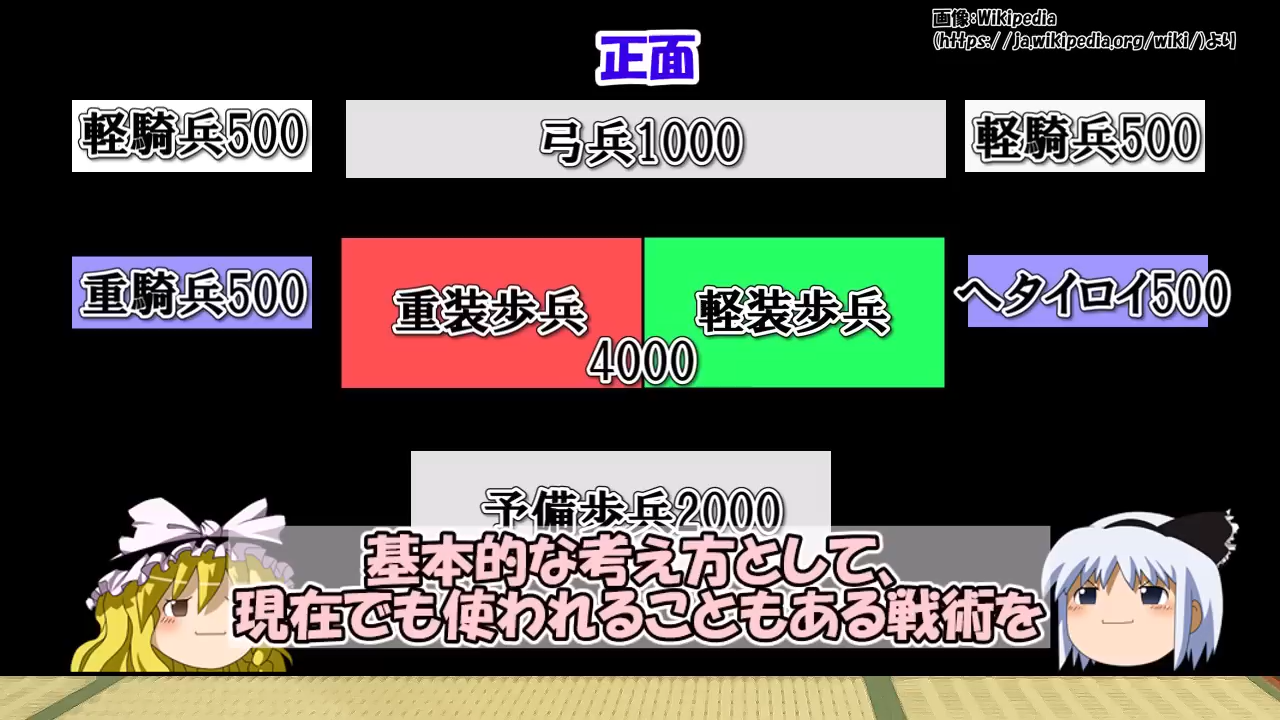 画像:Wikipedia
(https://ja.wikipedia.org/wiki/)より
正面
軽騎兵500
弓兵1000
軽騎兵500
重騎兵500
重装歩兵
軽装歩兵
4000
ヘタイロイ500
予備歩兵2000
基本的な考え方として、
現在でも使われることもある戦術を